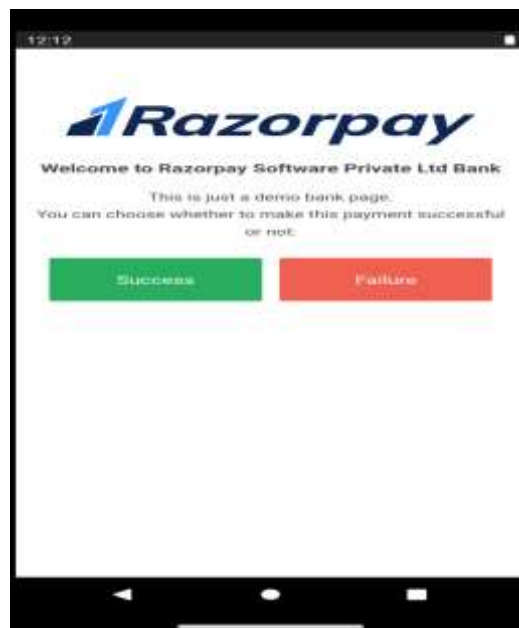 12:12
Razorpay
Welcome to Razorpay Software Private Ltd Bank
This is just a demo bank page.
You can choose whether to make this payment successful
or not:
Success
Failure